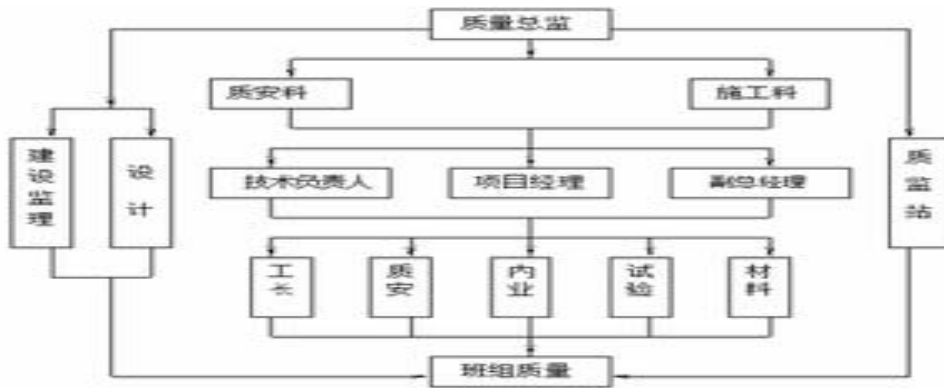 质量总监
质安科
施工科
建设监理
设计
质监站
技术负责人
项目经理
副总经理
工长
质安
内业
试验
材料
班组质量